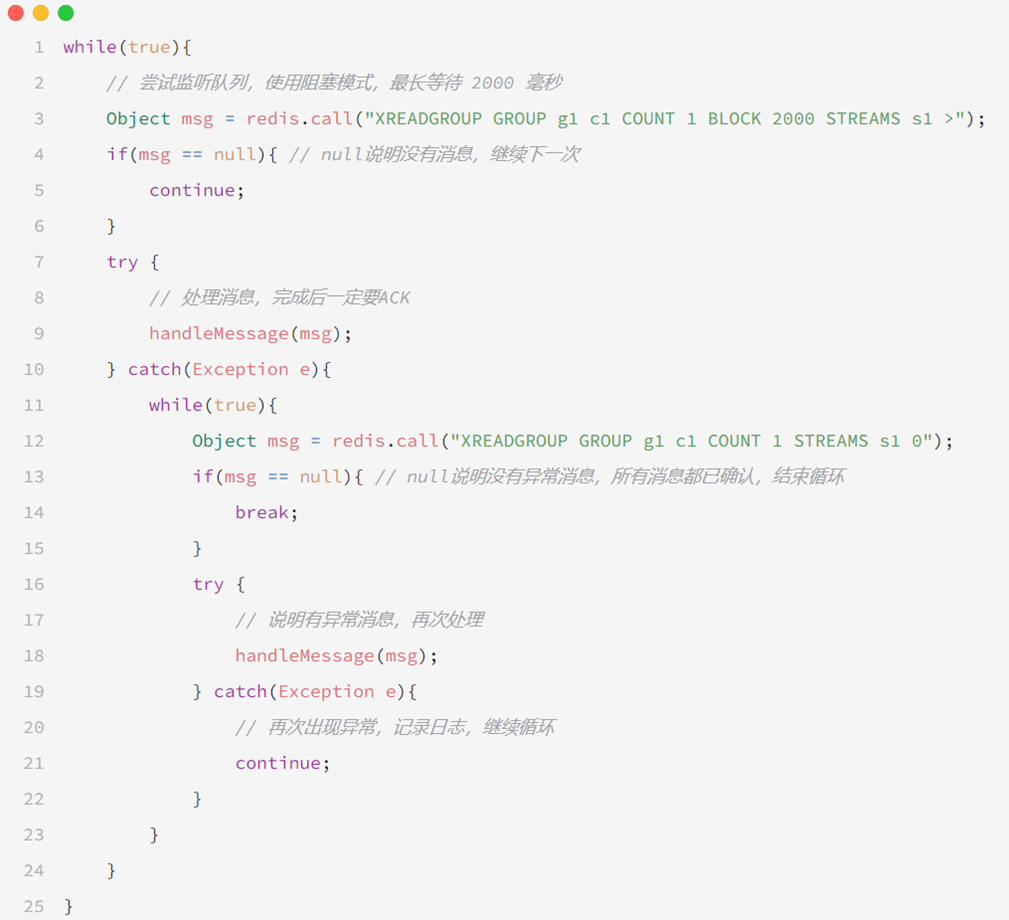 1 while(true){
2 // 尝试监听队列，使用阻塞模式，最长等待 2000 毫秒
3 Object msg = redis.call("XREADGROUP GROUP g1 c1 COUNT 1 BLOCK 2000 STREAMS s1 >");
4 if(msg == null){ // null说明没有消息，继续下一次
5 continue;
6 }
7 try {
8 // 处理消息，完成后一定要ACK
9 handleMessage(msg);
10 } catch(Exception e){
11 while(true){
12 Object msg = redis.call("XREADGROUP GROUP g1 c1 COUNT 1 STREAMS s1 0");
13 if(msg == null){ // null说明没有异常消息，所有消息都已确认，结束循环
14 break;
15 }
16 try {
17 // 说明有异常消息，再次处理
18 handleMessage(msg);
19 } catch(Exception e){
20 // 再次出现异常，记录日志，继续循环
21 continue;
22 }
23 }
24 }
25 }